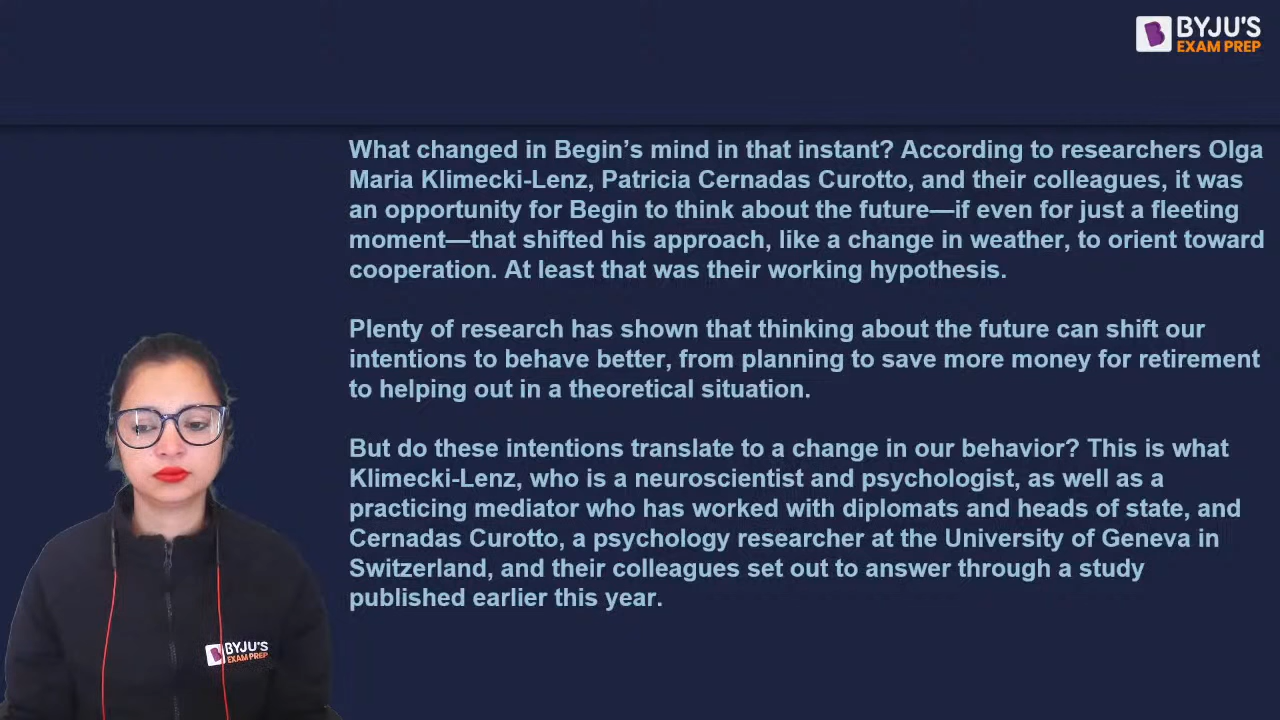 BYJU'S
EXAM PREP
What changed in Begin's mind in that instant? According to researchers Olga
Maria Klimecki-Lenz, Patricia Cernadas Curotto, and their colleagues, it was
an opportunity for Begin to think about the future—if even for just a fleeting
moment—that shifted his approach, like a change in weather, to orient toward
cooperation. At least that was their working hypothesis.
Plenty of research has shown that thinking about the future can shift our
intentions to behave better, from planning to save more money for retirement
to helping out in a theoretical situation.
But do these intentions translate to a change in our behavior? This is what
Klimecki-Lenz, who is a neuroscientist and psychologist, as well as a
practicing mediator who has worked with diplomats and heads of state, and
Cernadas Curotto, a psychology researcher at the University of Geneva in
Switzerland, and their colleagues set out to answer through a study
published earlier this year.
BYJU'S
EXAM PREP